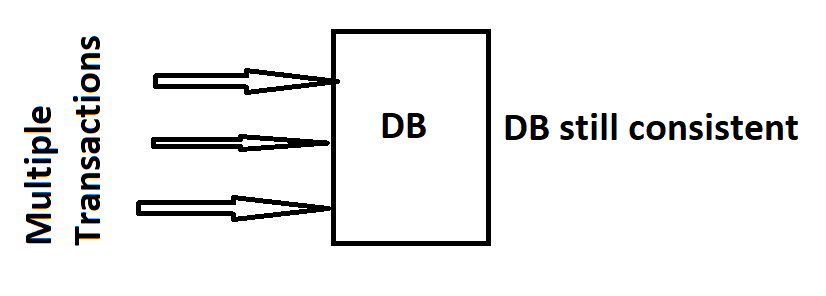 Multiple
Transactions
DB
DB still consistent